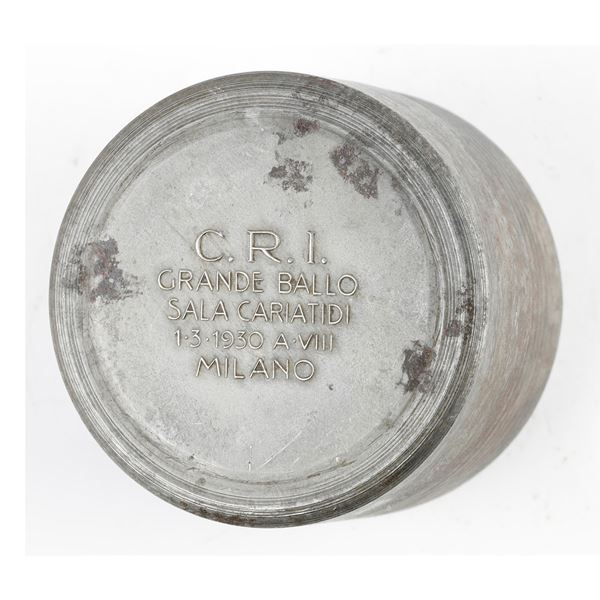 C.R.I.
GRANDE BALLO
SALA CARIATIDI
1·3·1930 A·VIII
MILANO